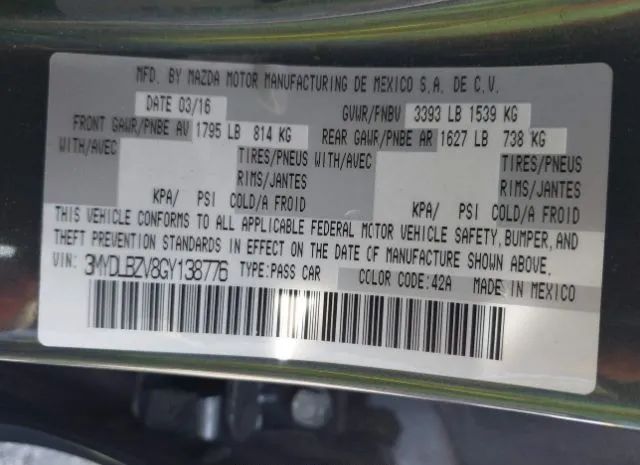 MFD. BY MAZDA MOTOR MANUFACTURING DE MEXICO S.A. DE C.V.
DATE 03/16 GVWR/PNBV 3393 LB 1539 KG
FRONT GAWR/PNBE AV 1795 LB 814 KG REAR GAWR/PNBE AR 1627 LB 738 KG
WITH/AVEC TIRES/PNEUS WITH/AVEC TIRES/PNEUS
RIMS/JANTES RIMS/JANTES
KPA/ PSI COLD/A FROID KPA/ PSI COLD/A FROID
THIS VEHICLE CONFORMS TO ALL APPLICABLE FEDERAL MOTOR VEHICLE SAFETY, BUMPER, AND
THEFT PREVENTION STANDARDS IN EFFECT ON THE DATE OF MANUFACTURE SHOWN ABOVE.
VIN: 3MYDLBZV8GY138776 TYPE:PASS CAR COLOR CODE:42A MADE IN MEXICO